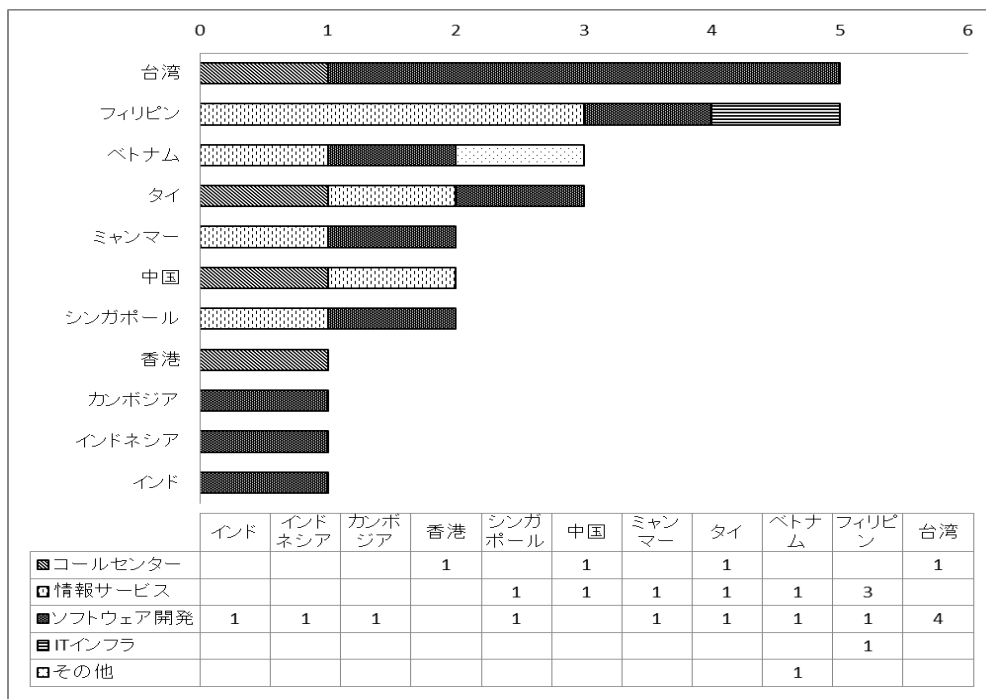 0 1 2 3 4 5 6
台湾
フィリピン
ベトナム
タイ
ミャンマー
中国
シンガポール
香港
カンボジア
インドネシア
インド
インド インドネシア カンボジア 香港 シンガポール 中国 ミャンマー タイ ベトナム フィリピン 台湾
コールセンター 1 1 1 1
情報サービス 1 1 1 1 1 3
ソフトウェア開発 1 1 1 1 1 1 1 1 4
ITインフラ 1
その他 1